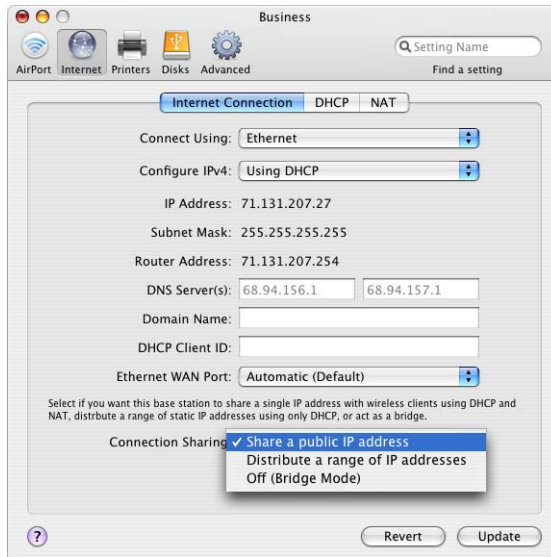 Business
Setting Name
AirPort Internet Printers Disks Advanced
Find a setting
Internet Connection DHCP NAT
Connect Using: Ethernet
Configure IPv4: Using DHCP
IP Address: 71.131.207.27
Subnet Mask: 255.255.255.255
Router Address: 71.131.207.254
DNS Server(s): 68.94.156.1 68.94.157.1
Domain Name:
DHCP Client ID:
Ethernet WAN Port: Automatic (Default)
Select if you want this base station to share a single IP address with wireless clients using DHCP and
NAT, distrbute a range of static IP addresses using only DHCP, or act as a bridge.
Connection Sharing ✓ Share a public IP address
Distribute a range of IP addresses
Off (Bridge Mode)
? Revert Update